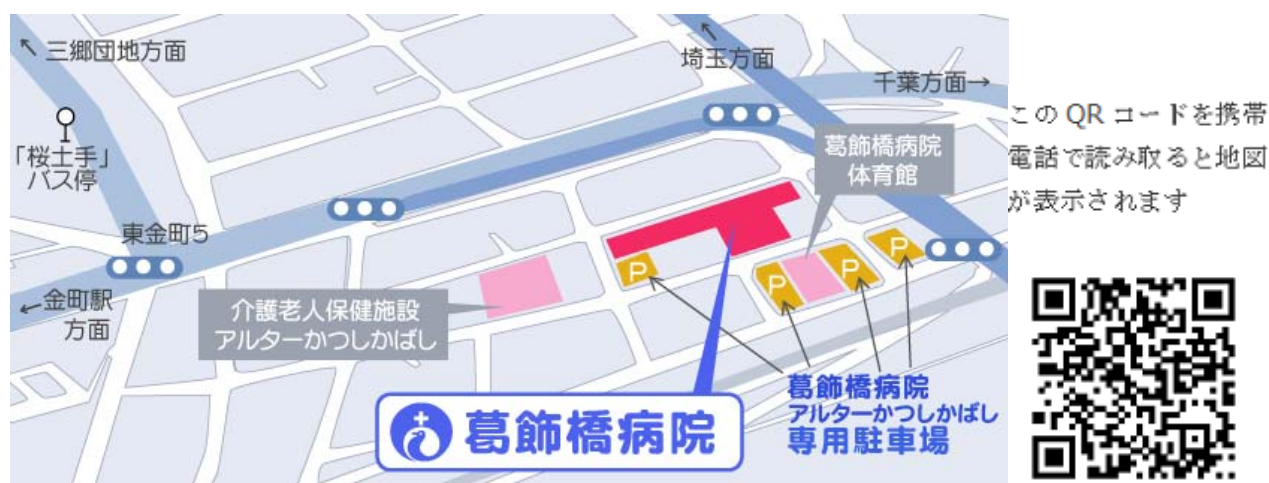 三郷団地方面
「桜土手」
バス停
東金町5
金町駅
方面
埼玉方面
千葉方面
葛飾橋病院
体育館
介護老人保健施設
アルターかつしかばし
P
P
P
P
葛飾橋病院
葛飾橋病院
アルターかつしかばし
専用駐車場
このQRコードを携帯
電話で読み取ると地図
が表示されます